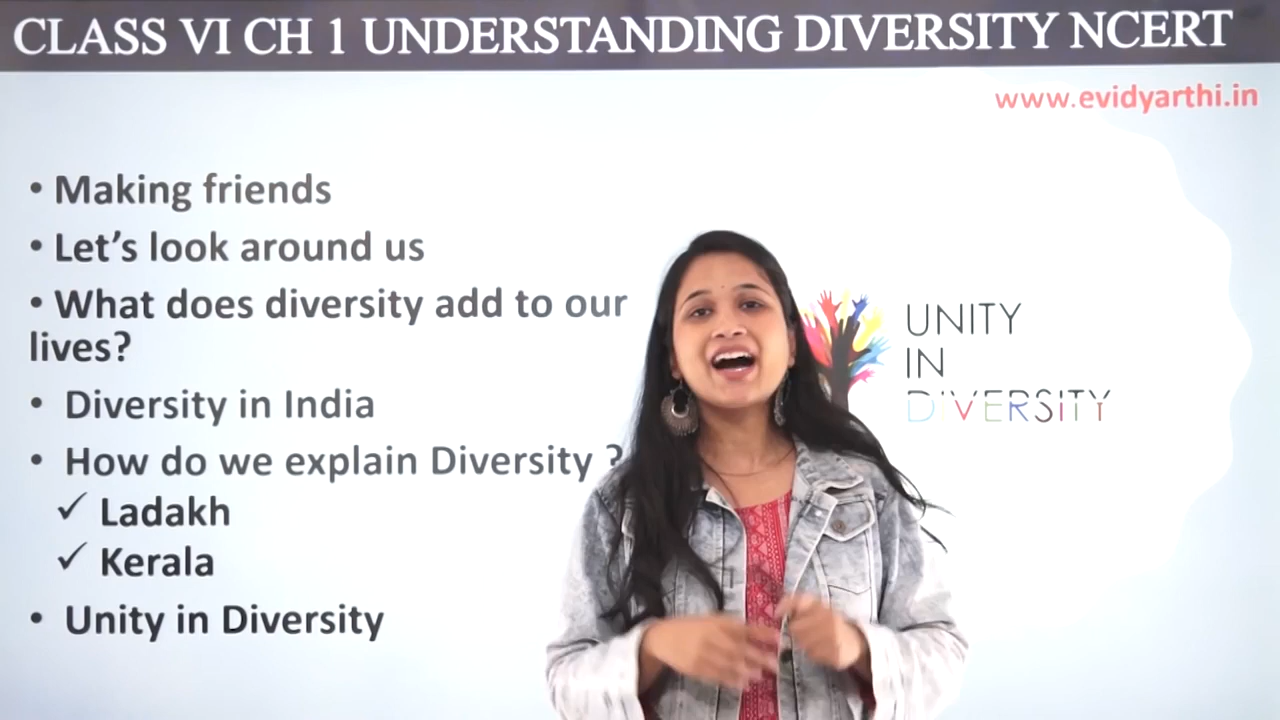 CLASS VI CH 1 UNDERSTANDING DIVERSITY NCERT
www.evidyarthi.in
• Making friends
• Let's look around us
• What does diversity add to our
lives?
• Diversity in India
• How do we explain Diversity ?
✓ Ladakh
✓ Kerala
• Unity in Diversity
UNITY
IN
DIVERSITY